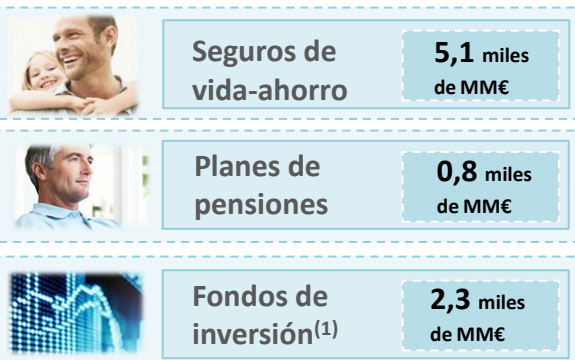 Seguros de
vida-ahorro
5,1 miles
de MM€
Planes de
pensiones
0,8 miles
de MM€
Fondos de
inversión(1)
2,3 miles
de MM€